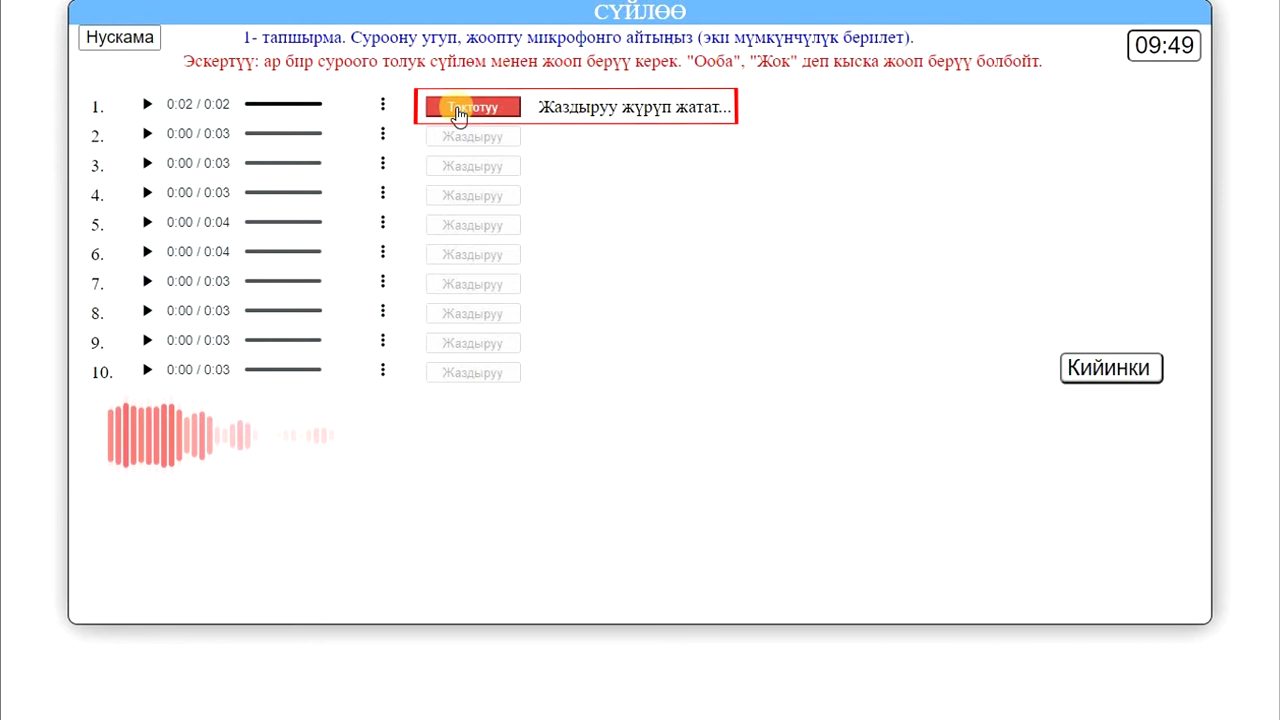 СҮЙЛӨӨ
Нускама
1- тапшырма. Суроону угуп, жоопту микрофонго айтыңыз (эки мүмкүнчүлүк берилет).
09:49
Эскертүү: ар бир суроого толук сүйлөм менен жооп берүү керек. "Ооба", "Жок" деп кыска жооп берүү болбойт.
1. 0:02 / 0:02 Токтотуу Жаздыруу жүрүп жатат...
2. 0:00 / 0:03 Жаздыруу
3. 0:00 / 0:03 Жаздыруу
4. 0:00 / 0:03 Жаздыруу
5. 0:00 / 0:04 Жаздыруу
6. 0:00 / 0:04 Жаздыруу
7. 0:00 / 0:03 Жаздыруу
8. 0:00 / 0:03 Жаздыруу
9. 0:00 / 0:03 Жаздыруу
10. 0:00 / 0:03 Жаздыруу
Кийинки